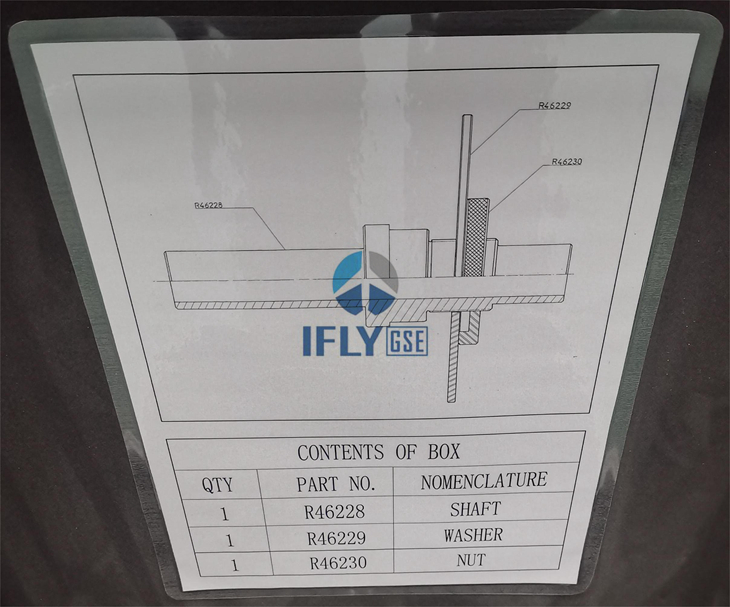 R46229
R46230
R46228
IFLY GSE
CONTENTS OF BOX
QTY PART NO. NOMENCLATURE
1 R46228 SHAFT
1 R46229 WASHER
1 R46230 NUT